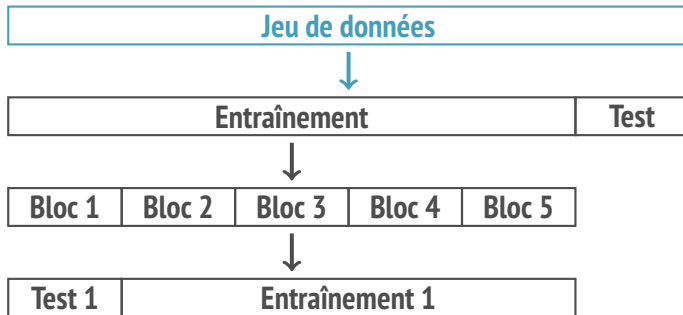 Jeu de données
Entraînement Test
Bloc 1 Bloc 2 Bloc 3 Bloc 4 Bloc 5
Test 1 Entraînement 1